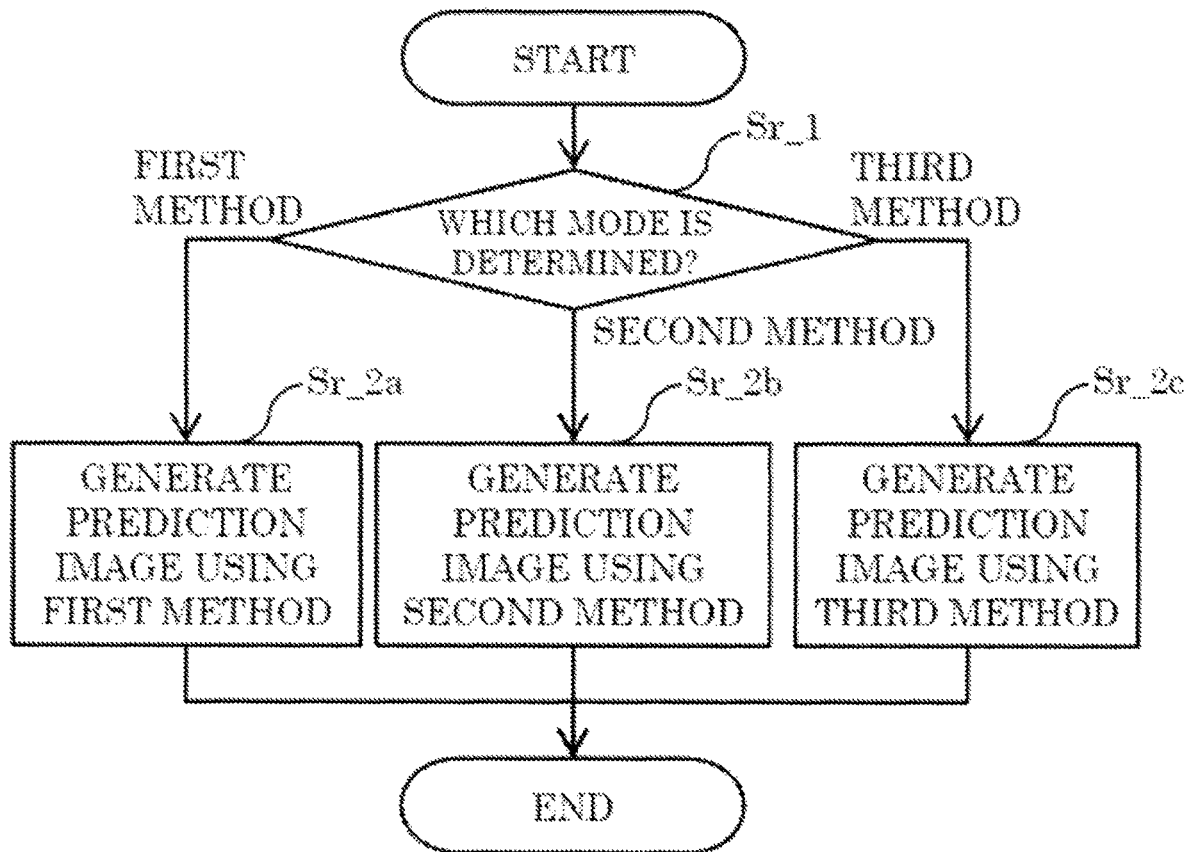 START
Sr_1
FIRST
METHOD
THIRD
METHOD
WHICH MODE IS
DETERMINED?
SECOND METHOD
Sr_2a
Sr_2b
Sr_2c
GENERATE
PREDICTION
IMAGE USING
FIRST METHOD
GENERATE
PREDICTION
IMAGE USING
SECOND METHOD
GENERATE
PREDICTION
IMAGE USING
THIRD METHOD
END